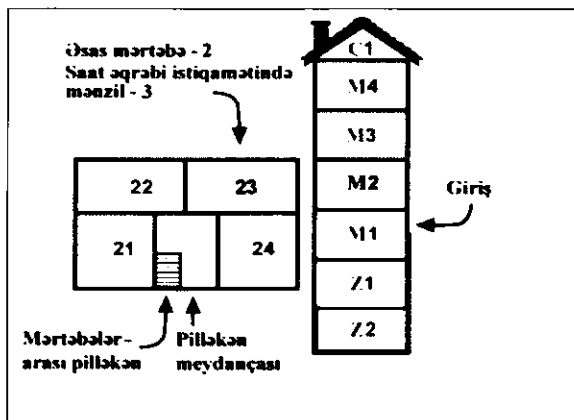 Əsas mərtəbə - 2
Saat əqrəbi istiqamətində
mənzil - 3
22
23
21
24
Mərtəbələr-
arası pilləkən
Pilləkən
meydançası
C1
M4
M3
M2
M1
Z1
Z2
Giriş